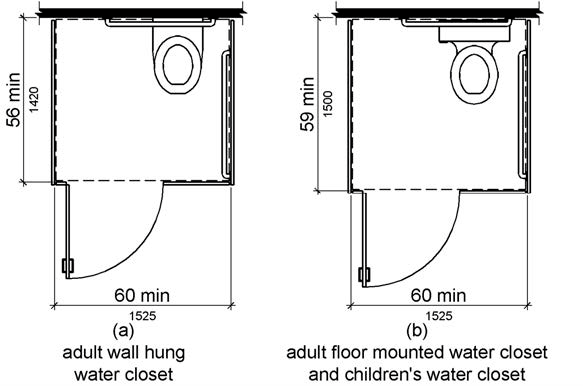 56 min
1420
60 min
1525
(a)
adult wall hung
water closet
59 min
1500
60 min
1525
(b)
adult floor mounted water closet
and children's water closet